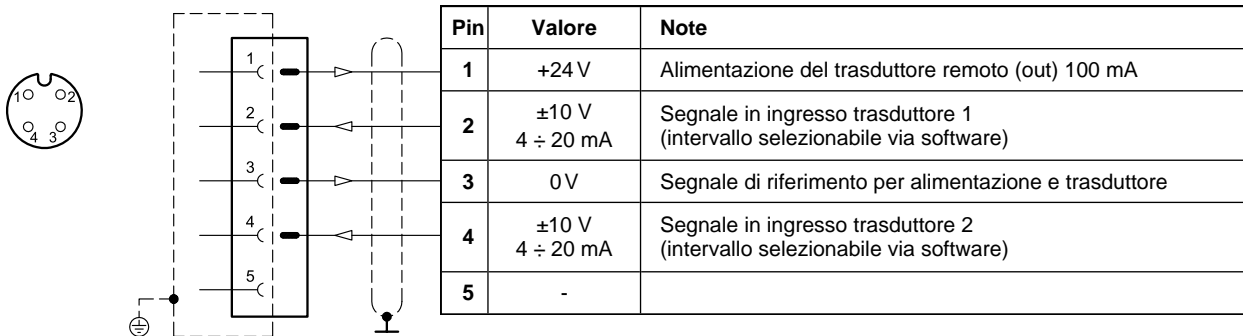 1 2
4 3
1
2
3
4
5
Pin Valore Note
1 +24 V Alimentazione del trasduttore remoto (out) 100 mA
2 ±10 V
4 ÷ 20 mA Segnale in ingresso trasduttore 1
(intervallo selezionabile via software)
3 0 V Segnale di riferimento per alimentazione e trasduttore
4 ±10 V
4 ÷ 20 mA Segnale in ingresso trasduttore 2
(intervallo selezionabile via software)
5 -